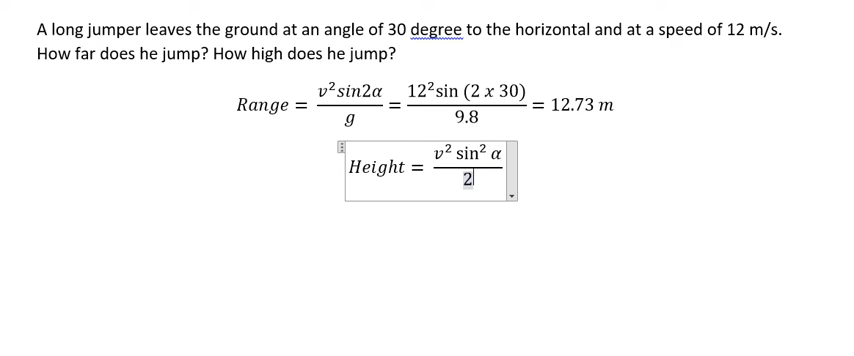 A long jumper leaves the ground at an angle of 30 degree to the horizontal and at a speed of 12 m/s.
How far does he jump? How high does he jump?
Range = v²sin2α / g = 12²sin (2 x 30) / 9.8 = 12.73 m
Height = v² sin² α / 2